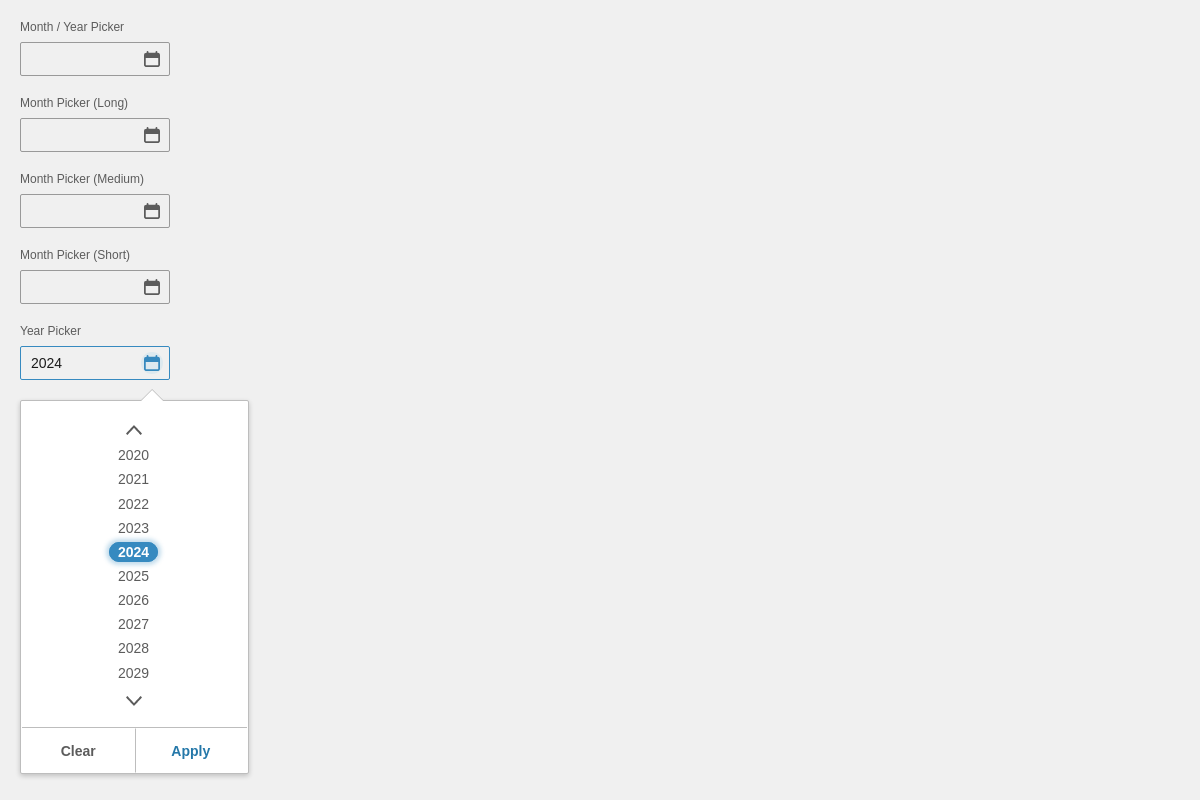 Month / Year Picker
Month Picker (Long)
Month Picker (Medium)
Month Picker (Short)
Year Picker
2024
2020
2021
2022
2023
2024
2025
2026
2027
2028
2029
Clear Apply